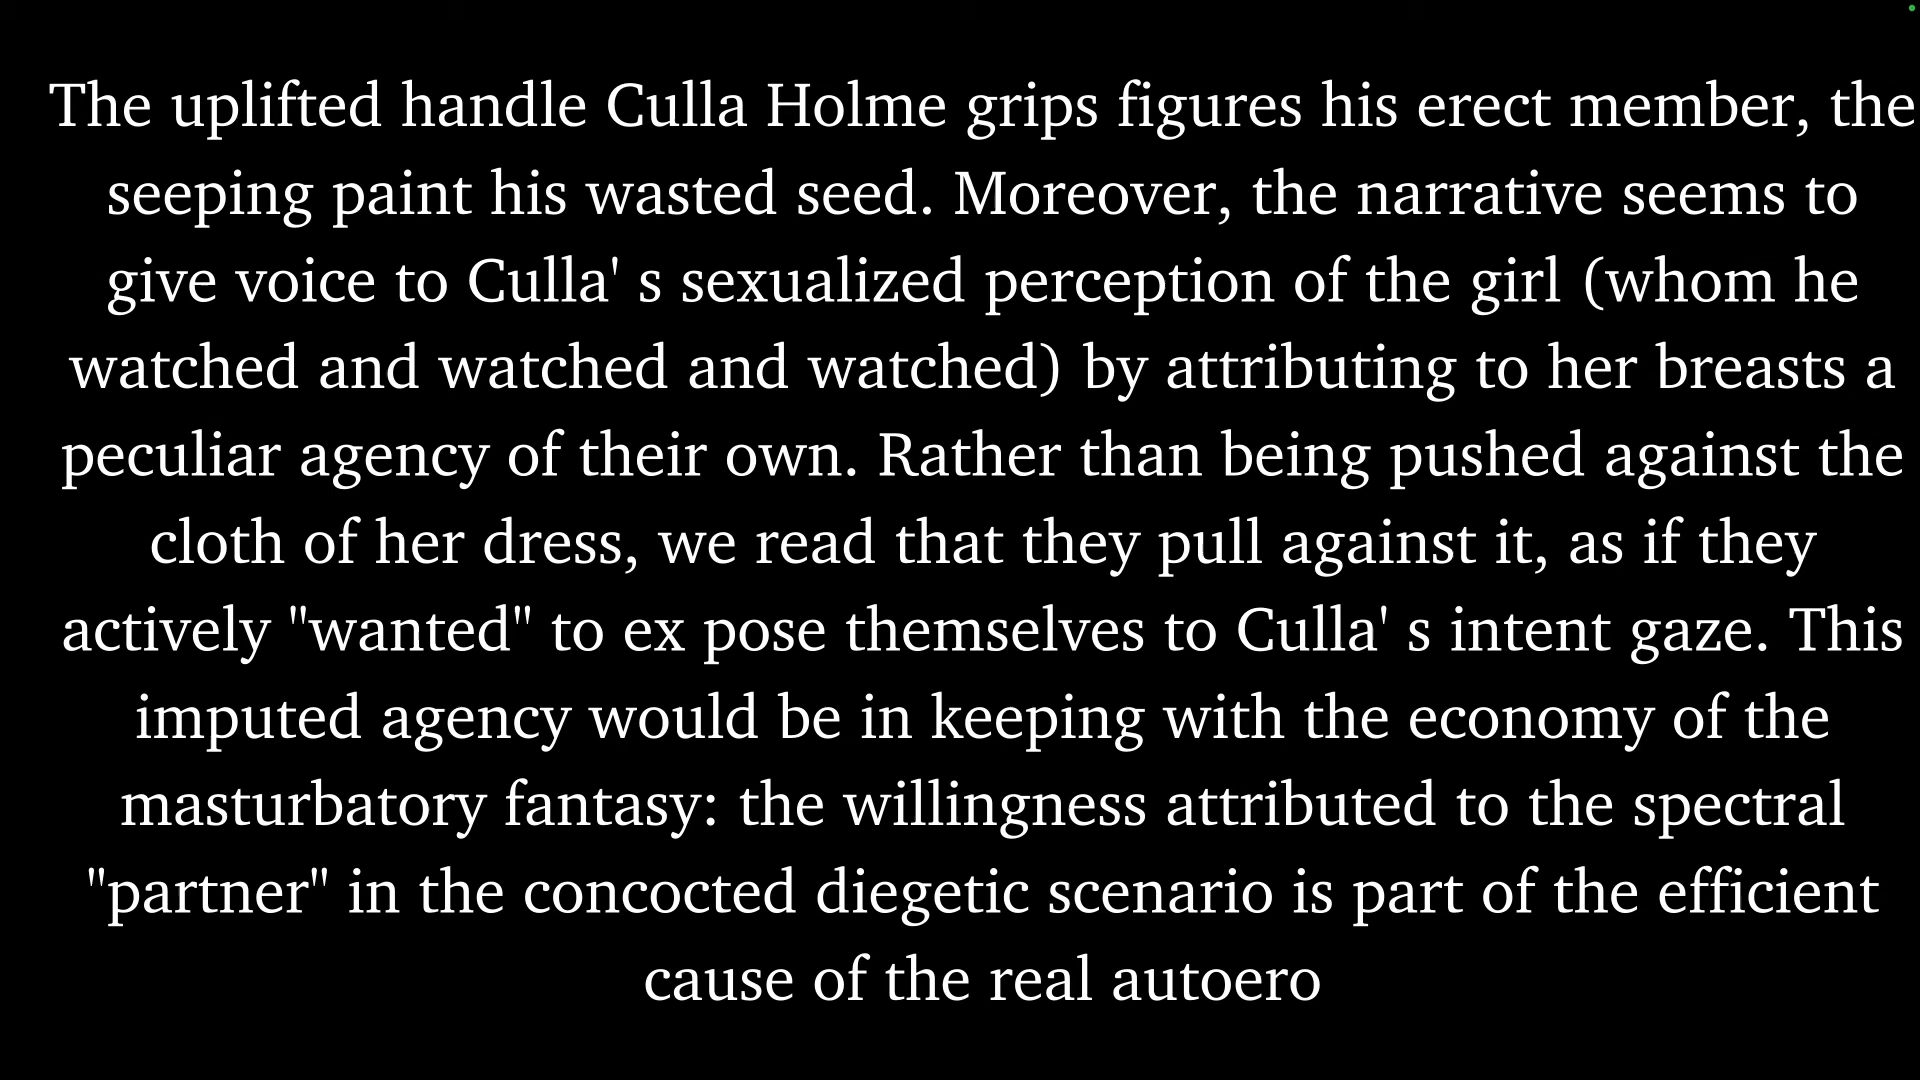 The uplifted handle Culla Holme grips figures his erect member, the
seeping paint his wasted seed. Moreover, the narrative seems to
give voice to Culla' s sexualized perception of the girl (whom he
watched and watched and watched) by attributing to her breasts a
peculiar agency of their own. Rather than being pushed against the
cloth of her dress, we read that they pull against it, as if they
actively "wanted" to ex pose themselves to Culla' s intent gaze. This
imputed agency would be in keeping with the economy of the
masturbatory fantasy: the willingness attributed to the spectral
"partner" in the concocted diegetic scenario is part of the efficient
cause of the real autoero